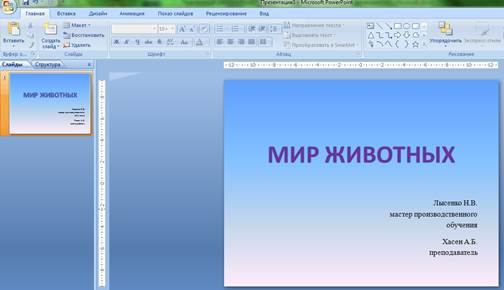 Презентация1 - Microsoft PowerPoint
Главная Вставка Дизайн Анимация Показ слайдов Рецензирование Вид
Вставить
Создать слайд
Макет
Восстановить
Удалить
Направление текста
Выровнять текст
Преобразовать в SmartArt
Упорядочить
Экспресс-стили
Буфер о...
Слайды
Шрифт
Абзац
Рисование
Слайды Структура
1
МИР ЖИВОТНЫХ
МИР ЖИВОТНЫХ
Лысенко Н.В.
мастер производственного
обучения
Хасен А.Б.
преподаватель